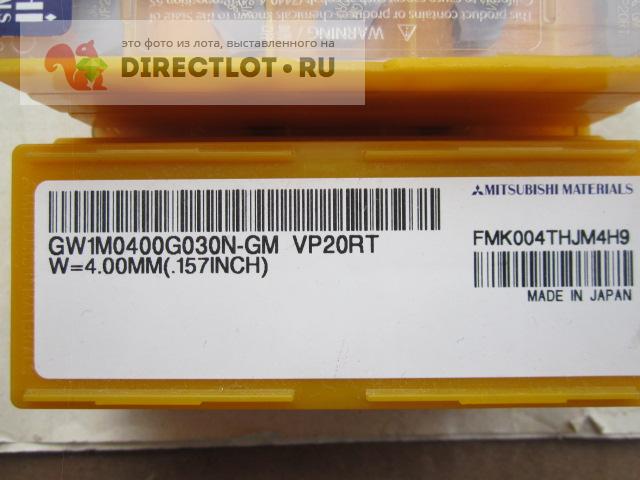 это фото из лота, выставленного на
DIRECTLOT.RU
WARNING /
MITSUBISHI MATERIALS
GW1M0400G030N-GM VP20RT
W=4.00MM(.157INCH)
FMK004THJM4H9
MADE IN JAPAN